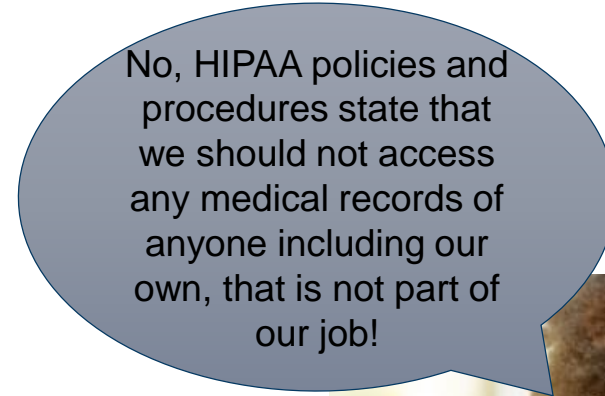 No, HIPAA policies and
procedures state that
we should not access
any medical records of
anyone including our
own, that is not part of
our job!